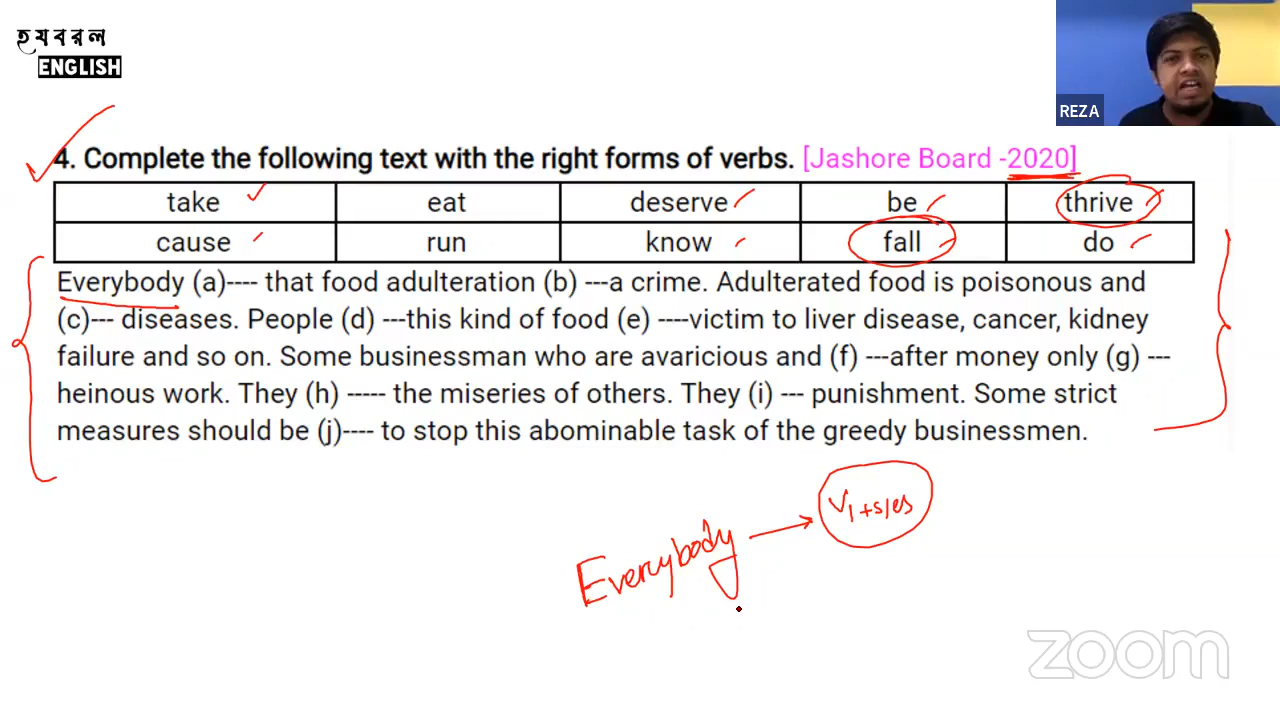 হযবরল
ENGLISH
REZA
4. Complete the following text with the right forms of verbs. [Jashore Board -2020]
take eat deserve be thrive
cause run know fall do
Everybody (a)---- that food adulteration (b) ---a crime. Adulterated food is poisonous and
(c)--- diseases. People (d) ---this kind of food (e) ----victim to liver disease, cancer, kidney
failure and so on. Some businessman who are avaricious and (f) ---after money only (g) ---
heinous work. They (h) ----- the miseries of others. They (i) --- punishment. Some strict
measures should be (j)---- to stop this abominable task of the greedy businessmen.
Everybody → V1+s/es
zoom